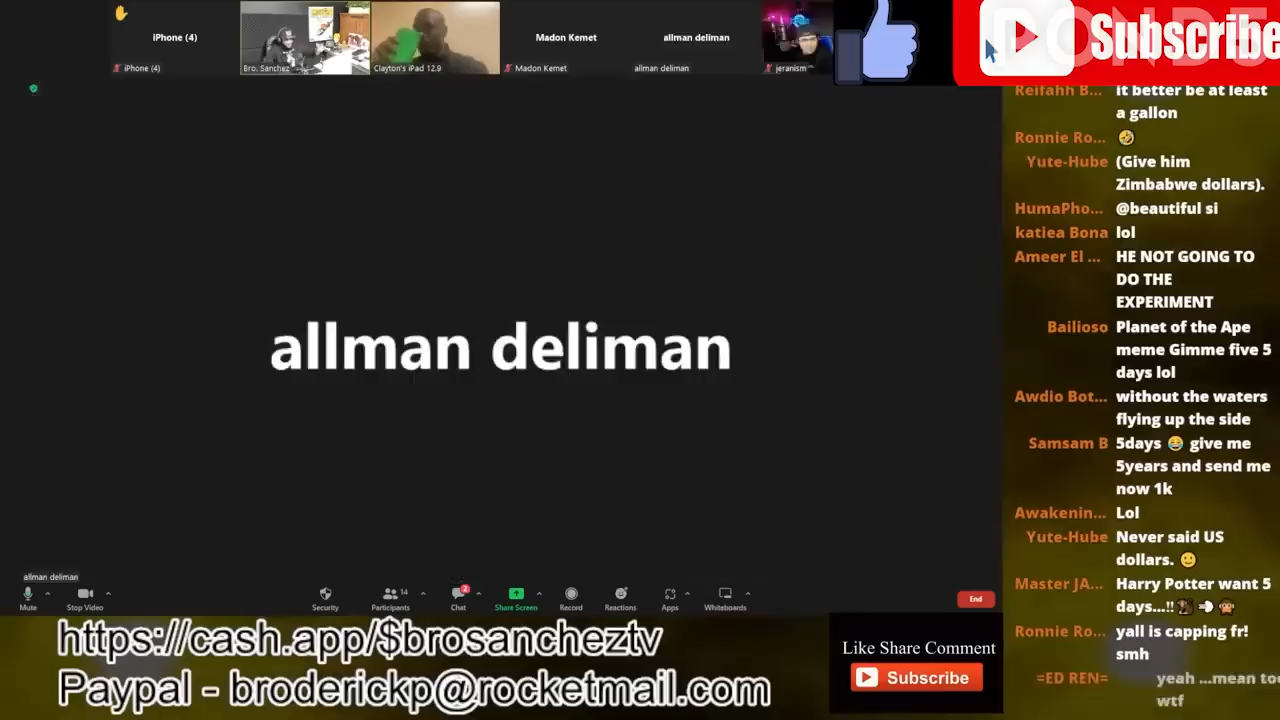 iPhone (4)
Madon Kemet
allman deliman
iPhone (4)
Bro. Sanchez
Clayton's iPad 12.9
Madon Kemet
allman deliman
jeranism
Subscribe
Reifahh B... It better be at least
a gallon
Ronnie Ro... 🤣
Yute-Hube (Give him
Zimbabwe dollars).
HumaPho... @beautiful si
katiea Bona lol
Ameer El ... HE NOT GOING TO
DO THE
EXPERIMENT
Bailioso Planet of the Ape
meme Gimme five 5
days lol
Awdio Bot... without the waters
flying up the side
Samsam B 5days 😂 give me
5years and send me
now 1k
Awakenin... Lol
Yute-Hube Never said US
dollars. 🙂
Master JA... Harry Potter want 5
days...!!
Ronnie Ro... yall is capping fr!
smh
=ED REN= yeah ...mean too
wtf
allman deliman
allman deliman
Mute
Stop Video
Security
Participants
14
Chat
2
Share Screen
Record
Reactions
Apps
Whiteboards
End
https://cash.app/$brosancheztv
Paypal - broderickp@rocketmail.com
Like Share Comment
Subscribe